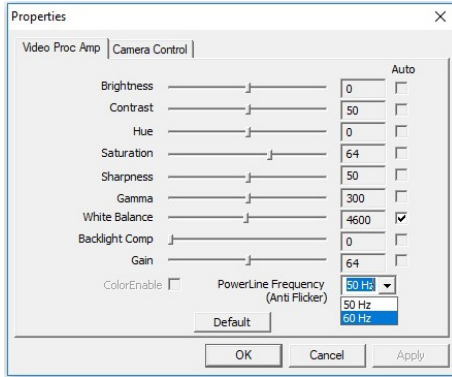 Properties
Video Proc Amp
Camera Control
Auto
Brightness 0
Contrast 50
Hue 0
Saturation 64
Sharpness 50
Gamma 300
White Balance 4600
Backlight Comp 0
Gain 64
ColorEnable PowerLine Frequency 50 Hz
(Anti Flicker)
50 Hz
60 Hz
Default
OK Cancel Apply